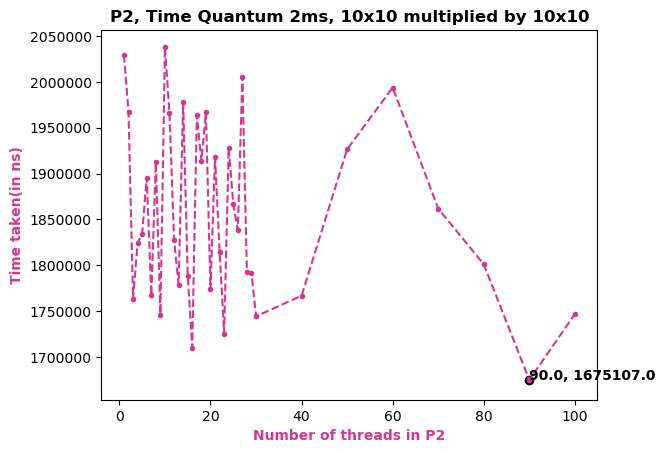 P2, Time Quantum 2ms, 10x10 multiplied by 10x10
2050000
2000000
1950000
1900000
1850000
1800000
1750000
1700000
Time taken(in ns)
90.0, 1675107.0
0 20 40 60 80 100
Number of threads in P2